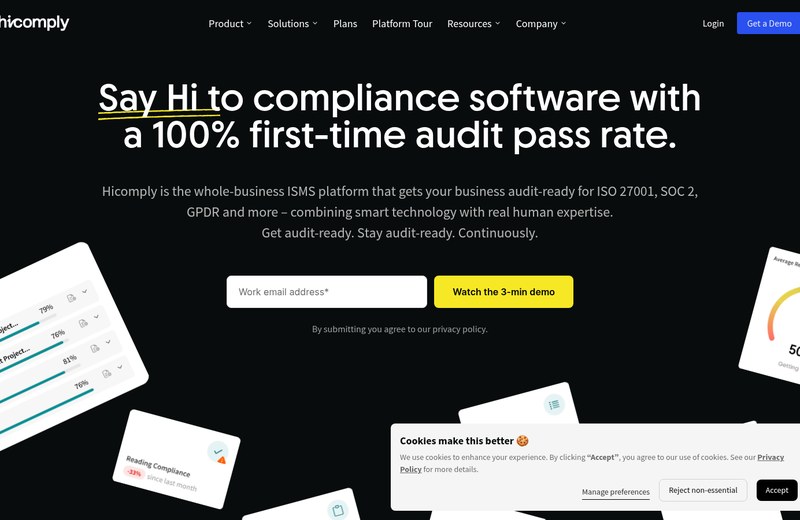 hicomply
Product
Solutions
Plans
Platform Tour
Resources
Company
Login
Get a Demo
Say Hi to compliance software with
a 100% first-time audit pass rate.
Hicomply is the whole-business ISMS platform that gets your business audit-ready for ISO 27001, SOC 2,
GPDR and more – combining smart technology with real human expertise.
Get audit-ready. Stay audit-ready. Continuously.
Work email address*
Watch the 3-min demo
By submitting you agree to our privacy policy.
79%
76%
Project...
81%
76%
Average
50
Reading Compliance
-33% since last month
Cookies make this better 🍪
We use cookies to enhance your experience. By clicking “Accept”, you agree to our use of cookies. See our Privacy
Policy for more details.
Manage preferences
Reject non-essential
Accept